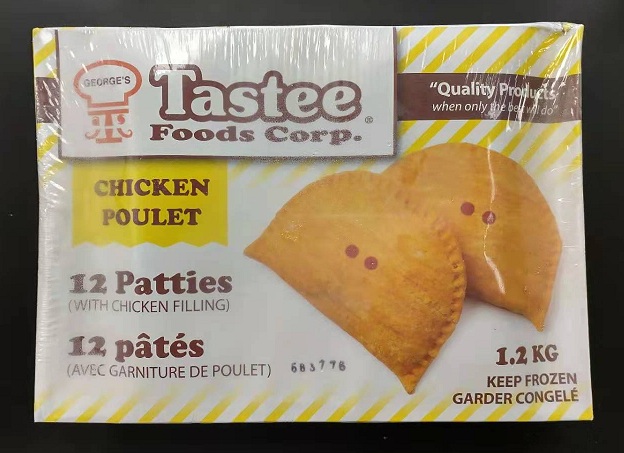 GEORGE'S
Tastee
Foods Corp.®
"Quality Products
when only the best will do"
CHICKEN
POULET
12 Patties
(WITH CHICKEN FILLING)
12 pâtés
(AVEC GARNITURE DE POULET)
683776
1.2 KG
KEEP FROZEN
GARDER CONGELÉ